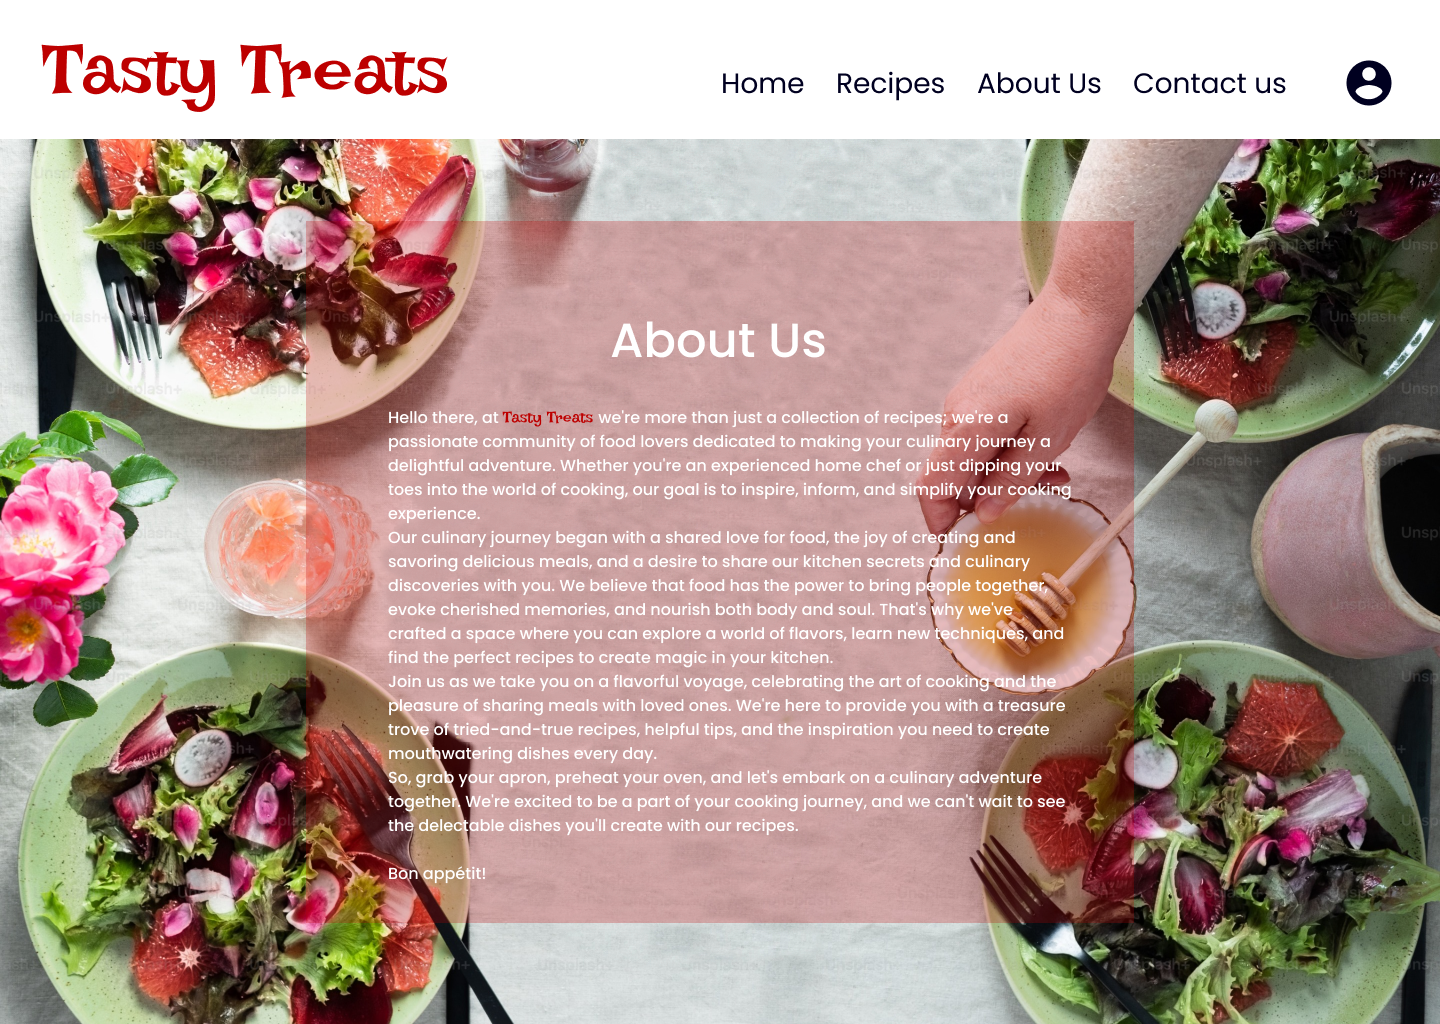 Tasty Treats
Home Recipes About Us Contact us
About Us
Hello there, at Tasty Treats we're more than just a collection of recipes; we're a
passionate community of food lovers dedicated to making your culinary journey a
delightful adventure. Whether you're an experienced home chef or just dipping your
toes into the world of cooking, our goal is to inspire, inform, and simplify your cooking
experience.
Our culinary journey began with a shared love for food, the joy of creating and
savoring delicious meals, and a desire to share our kitchen secrets and culinary
discoveries with you. We believe that food has the power to bring people together,
evoke cherished memories, and nourish both body and soul. That's why we've
crafted a space where you can explore a world of flavors, learn new techniques, and
find the perfect recipes to create magic in your kitchen.
Join us as we take you on a flavorful voyage, celebrating the art of cooking and the
pleasure of sharing meals with loved ones. We're here to provide you with a treasure
trove of tried-and-true recipes, helpful tips, and the inspiration you need to create
mouthwatering dishes every day.
So, grab your apron, preheat your oven, and let's embark on a culinary adventure
together. We're excited to be a part of your cooking journey, and we can't wait to see
the delectable dishes you'll create with our recipes.
Bon appétit!